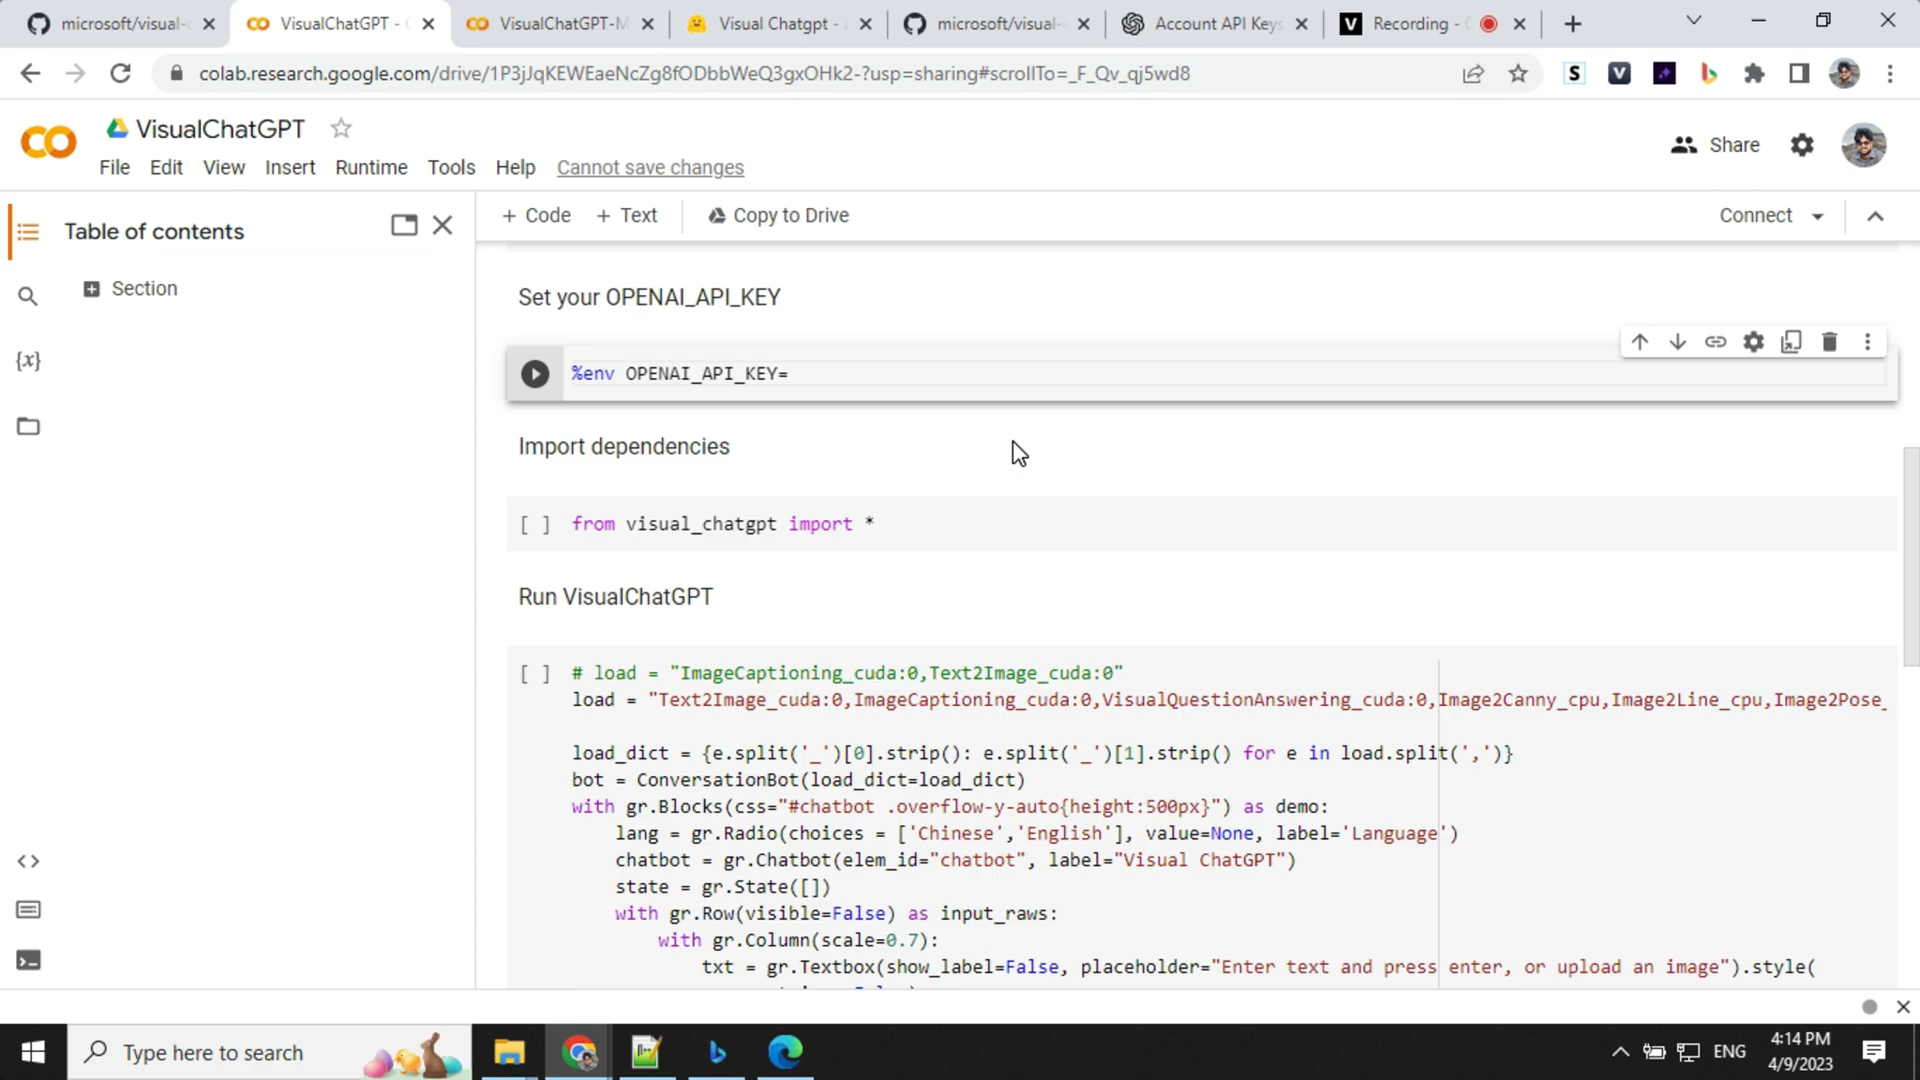 microsoft/visual-c
VisualChatGPT - C
VisualChatGPT-M
Visual Chatgpt - a
microsoft/visual-
Account API Keys
Recording -
colab.research.google.com/drive/1P3jJqKEWEaeNcZg8fODbbWeQ3gxOHk2-?usp=sharing#scrollTo=_F_Qv_qj5wd8
VisualChatGPT
File Edit View Insert Runtime Tools Help Cannot save changes
Share
Table of contents
Section
+ Code + Text Copy to Drive
Connect
Set your OPENAI_API_KEY
%env OPENAI_API_KEY=
Import dependencies
[ ] from visual_chatgpt import *
Run VisualChatGPT
[ ] # load = "ImageCaptioning_cuda:0,Text2Image_cuda:0"
load = "Text2Image_cuda:0,ImageCaptioning_cuda:0,VisualQuestionAnswering_cuda:0,Image2Canny_cpu,Image2Line_cpu,Image2Pose_
load_dict = {e.split('_')[0].strip(): e.split('_')[1].strip() for e in load.split(',')}
bot = ConversationBot(load_dict=load_dict)
with gr.Blocks(css="#chatbot .overflow-y-auto{height:500px}") as demo:
lang = gr.Radio(choices = ['Chinese','English'], value=None, label='Language')
chatbot = gr.Chatbot(elem_id="chatbot", label="Visual ChatGPT")
state = gr.State([])
with gr.Row(visible=False) as input_raws:
with gr.Column(scale=0.7):
txt = gr.Textbox(show_label=False, placeholder="Enter text and press enter, or upload an image").style(
Type here to search
ENG
4:14 PM
4/9/2023